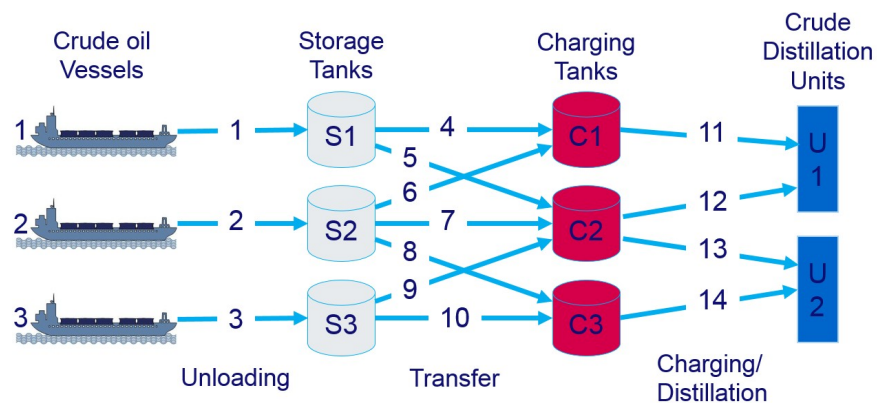 Crude oil
Vessels
Storage
Tanks
Charging
Tanks
Crude
Distillation
Units
1
1
S1
4
C1
11
U
1
5
6
12
2
2
S2
7
C2
8
13
9
3
3
S3
10
C3
14
U
2
Unloading
Transfer
Charging/
Distillation